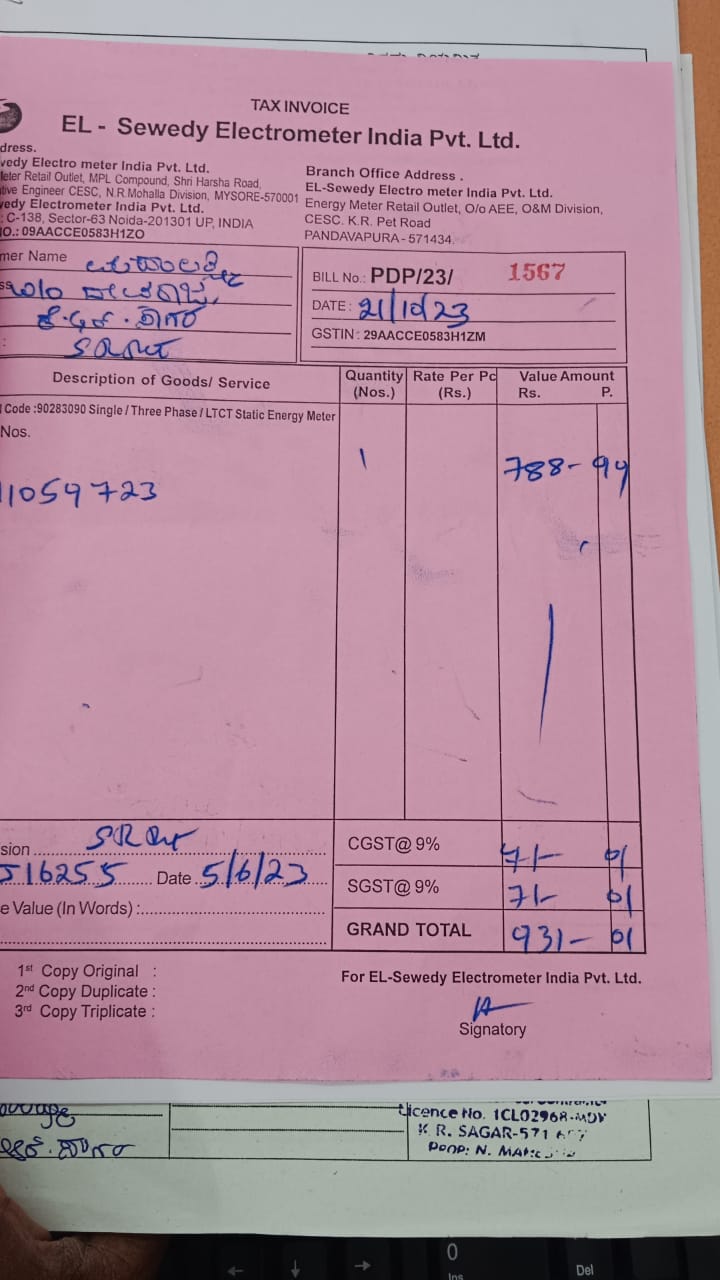 TAX INVOICE
EL - Sewedy Electrometer India Pvt. Ltd.
dress.
wedy Electro meter India Pvt. Ltd.
leter Retail Outlet, MPL Compound, Shri Harsha Road,
tive Engineer CESC, N.R.Mohalla Division, MYSORE-570001
vedy Electrometer India Pvt. Ltd.
: C-138, Sector-63 Noida-201301 UP, INDIA
NO.: 09AACCE0583H1ZO
Branch Office Address .
EL-Sewedy Electro meter India Pvt. Ltd.
Energy Meter Retail Outlet, O/o AEE, O&M Division,
CESC. K.R. Pet Road
PANDAVAPURA - 571434.
mer Name
BILL No.: PDP/23/ 1567
DATE : 21/10/23
GSTIN : 29AACCE0583H1ZM
Description of Goods/ Service Quantity (Nos.) Rate Per Pc (Rs.) Value Amount Rs. P.
Code :90283090 Single / Three Phase / LTCT Static Energy Meter
Nos.
1 788- 94
11059723
sion
516255 Date 5/6/23
e Value (In Words) :
CGST@ 9% 71- 01
SGST@ 9% 71- 01
GRAND TOTAL 931- 01
1st Copy Original :
2nd Copy Duplicate :
3rd Copy Triplicate :
For EL-Sewedy Electrometer India Pvt. Ltd.
Signatory
Licence No. 1CL02968-MDY
K R. SAGAR-571
PROP: N.
0
Ins
Del